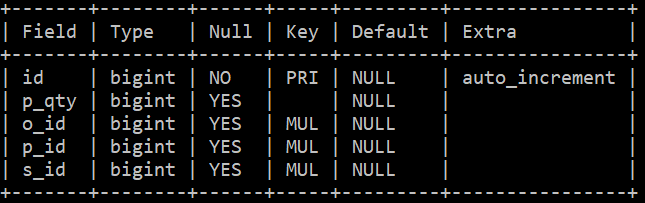 +-------+--------+------+-----+---------+----------------+
| Field | Type   | Null | Key | Default | Extra          |
+-------+--------+------+-----+---------+----------------+
| id    | bigint | NO   | PRI | NULL    | auto_increment |
| p_qty | bigint | YES  |     | NULL    |                |
| o_id  | bigint | YES  | MUL | NULL    |                |
| p_id  | bigint | YES  | MUL | NULL    |                |
| s_id  | bigint | YES  | MUL | NULL    |                |
+-------+--------+------+-----+---------+----------------+